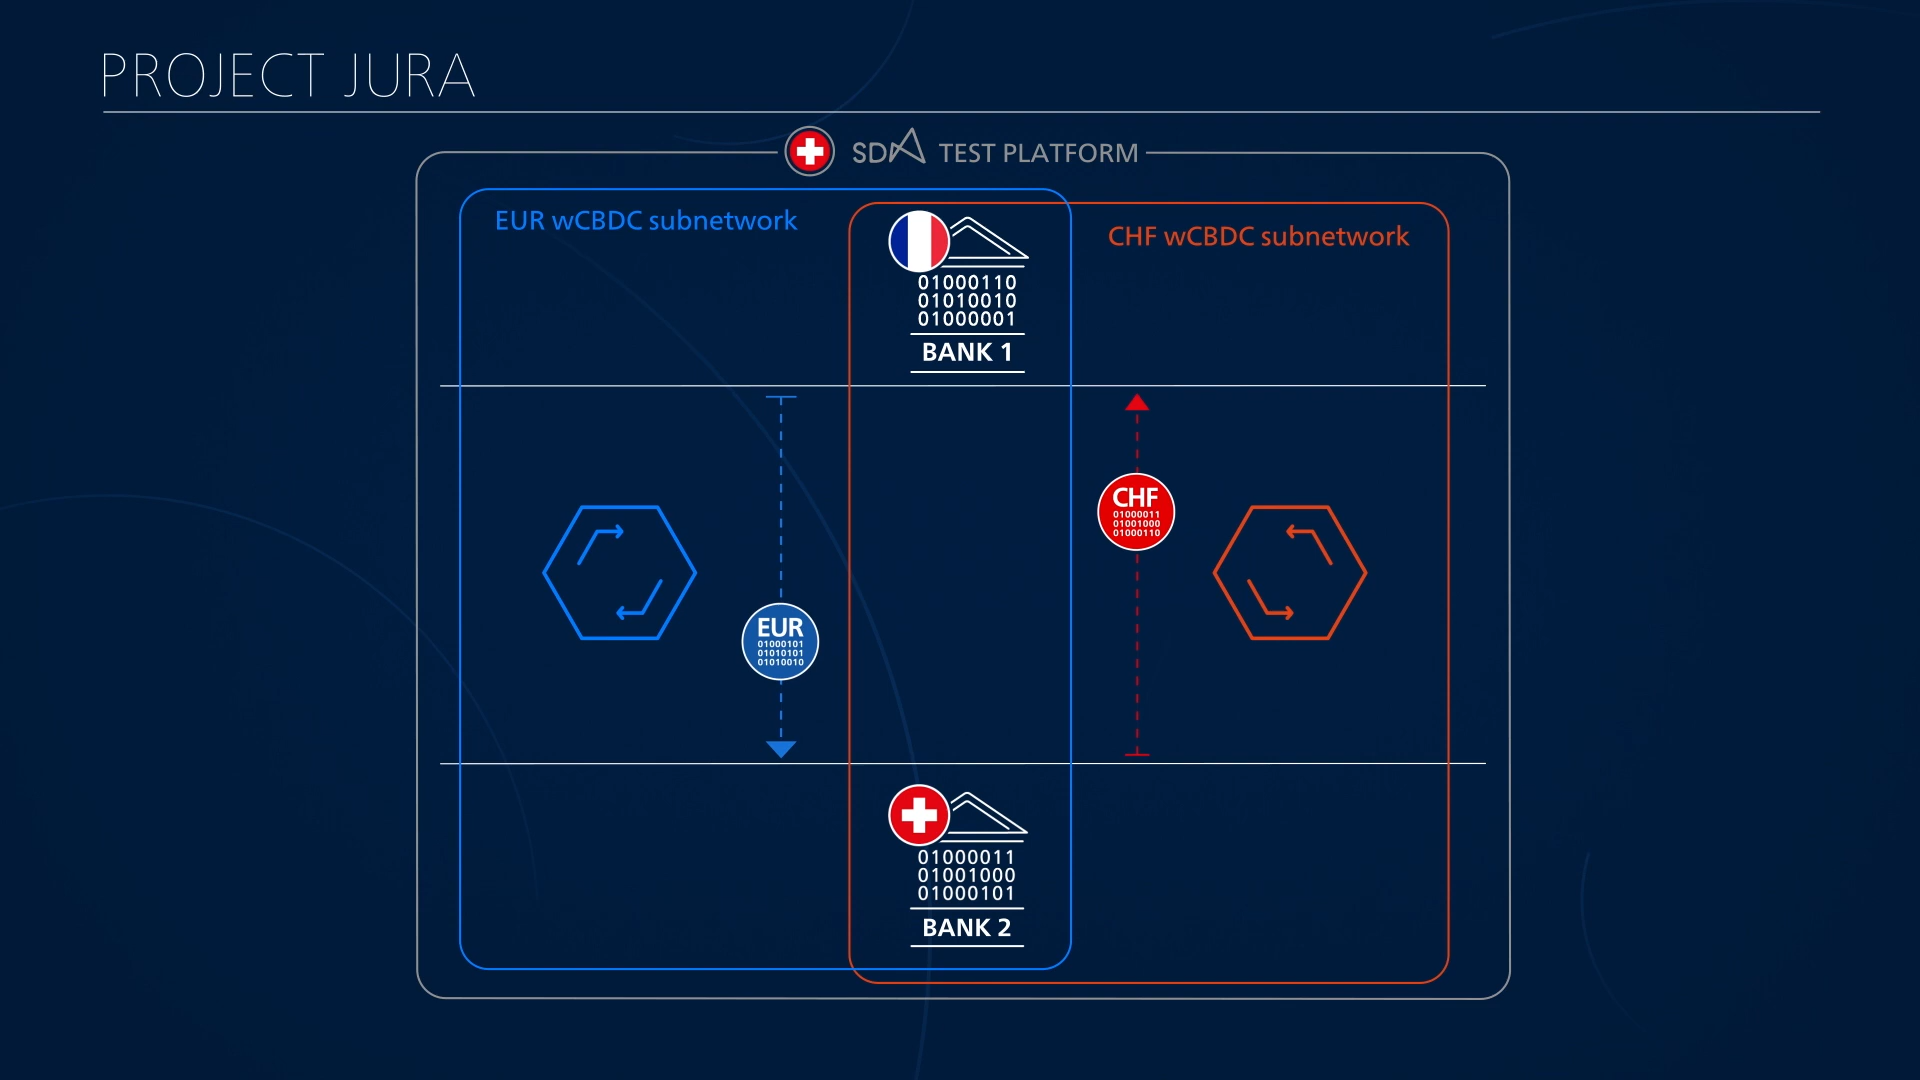 PROJECT JURA
SDA TEST PLATFORM
EUR wCBDC subnetwork
CHF wCBDC subnetwork
01000110
01010010
01000001
BANK 1
CHF
01000011
01001000
01000110
EUR
01000101
01010101
01010010
01000011
01001000
01000101
BANK 2